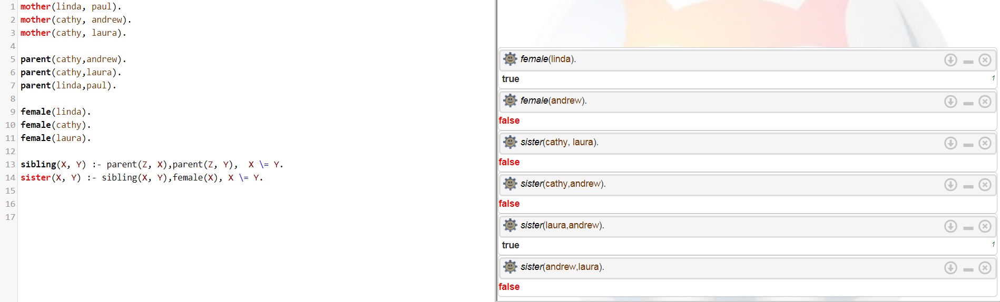 1 mother(linda, paul).
2 mother(cathy, andrew).
3 mother(cathy, laura).
4
5 parent(cathy,andrew).
6 parent(cathy,laura).
7 parent(linda,paul).
8
9 female(linda).
10 female(cathy).
11 female(laura).
12
13 sibling(X, Y) :- parent(Z, X),parent(Z, Y),  X \= Y.
14 sister(X, Y) :- sibling(X, Y),female(X), X \= Y.
15
16
17
female(linda).
true 1
female(andrew).
false
sister(cathy, laura).
false
sister(cathy,andrew).
false
sister(laura,andrew).
true 1
sister(andrew,laura).
false